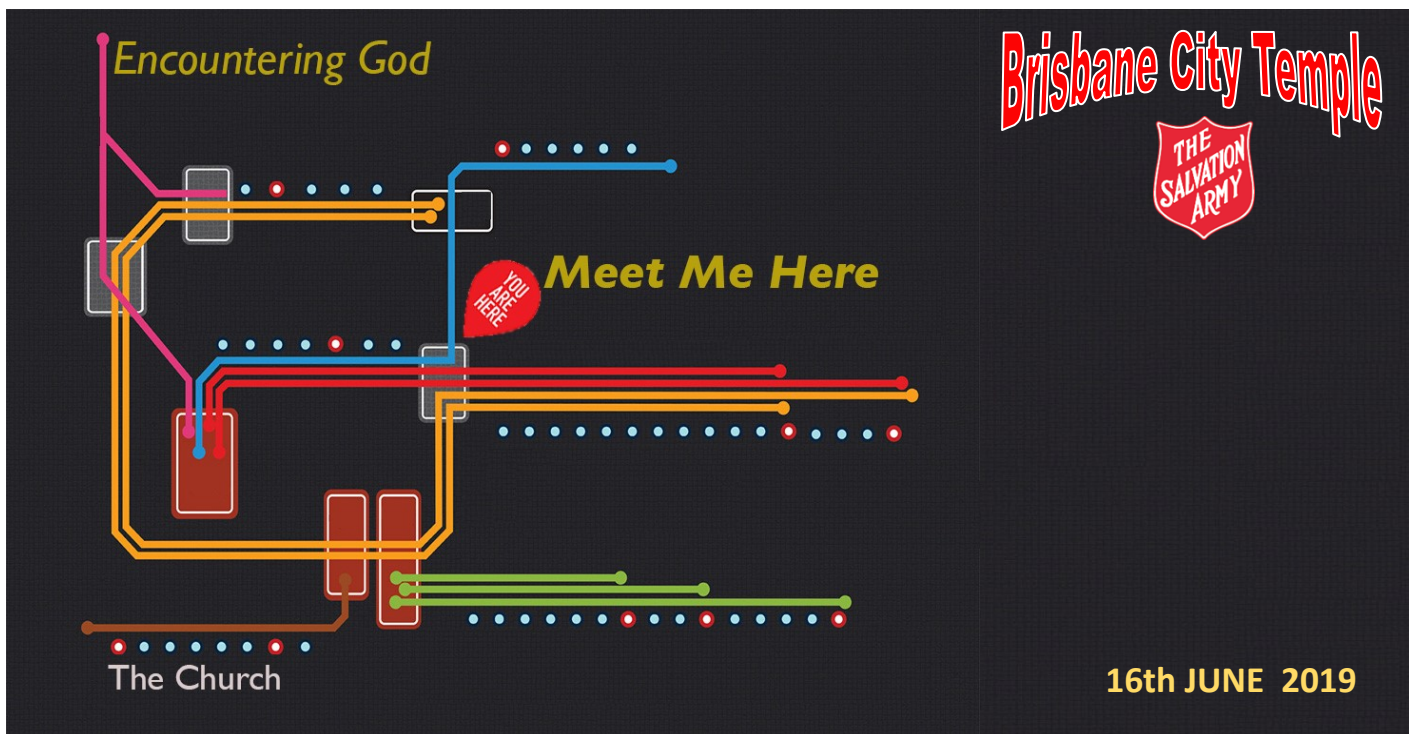 Encountering God
Brisbane City Temple
THE
SALVATION
ARMY
YOU
ARE
HERE
Meet Me Here
The Church
16th JUNE 2019